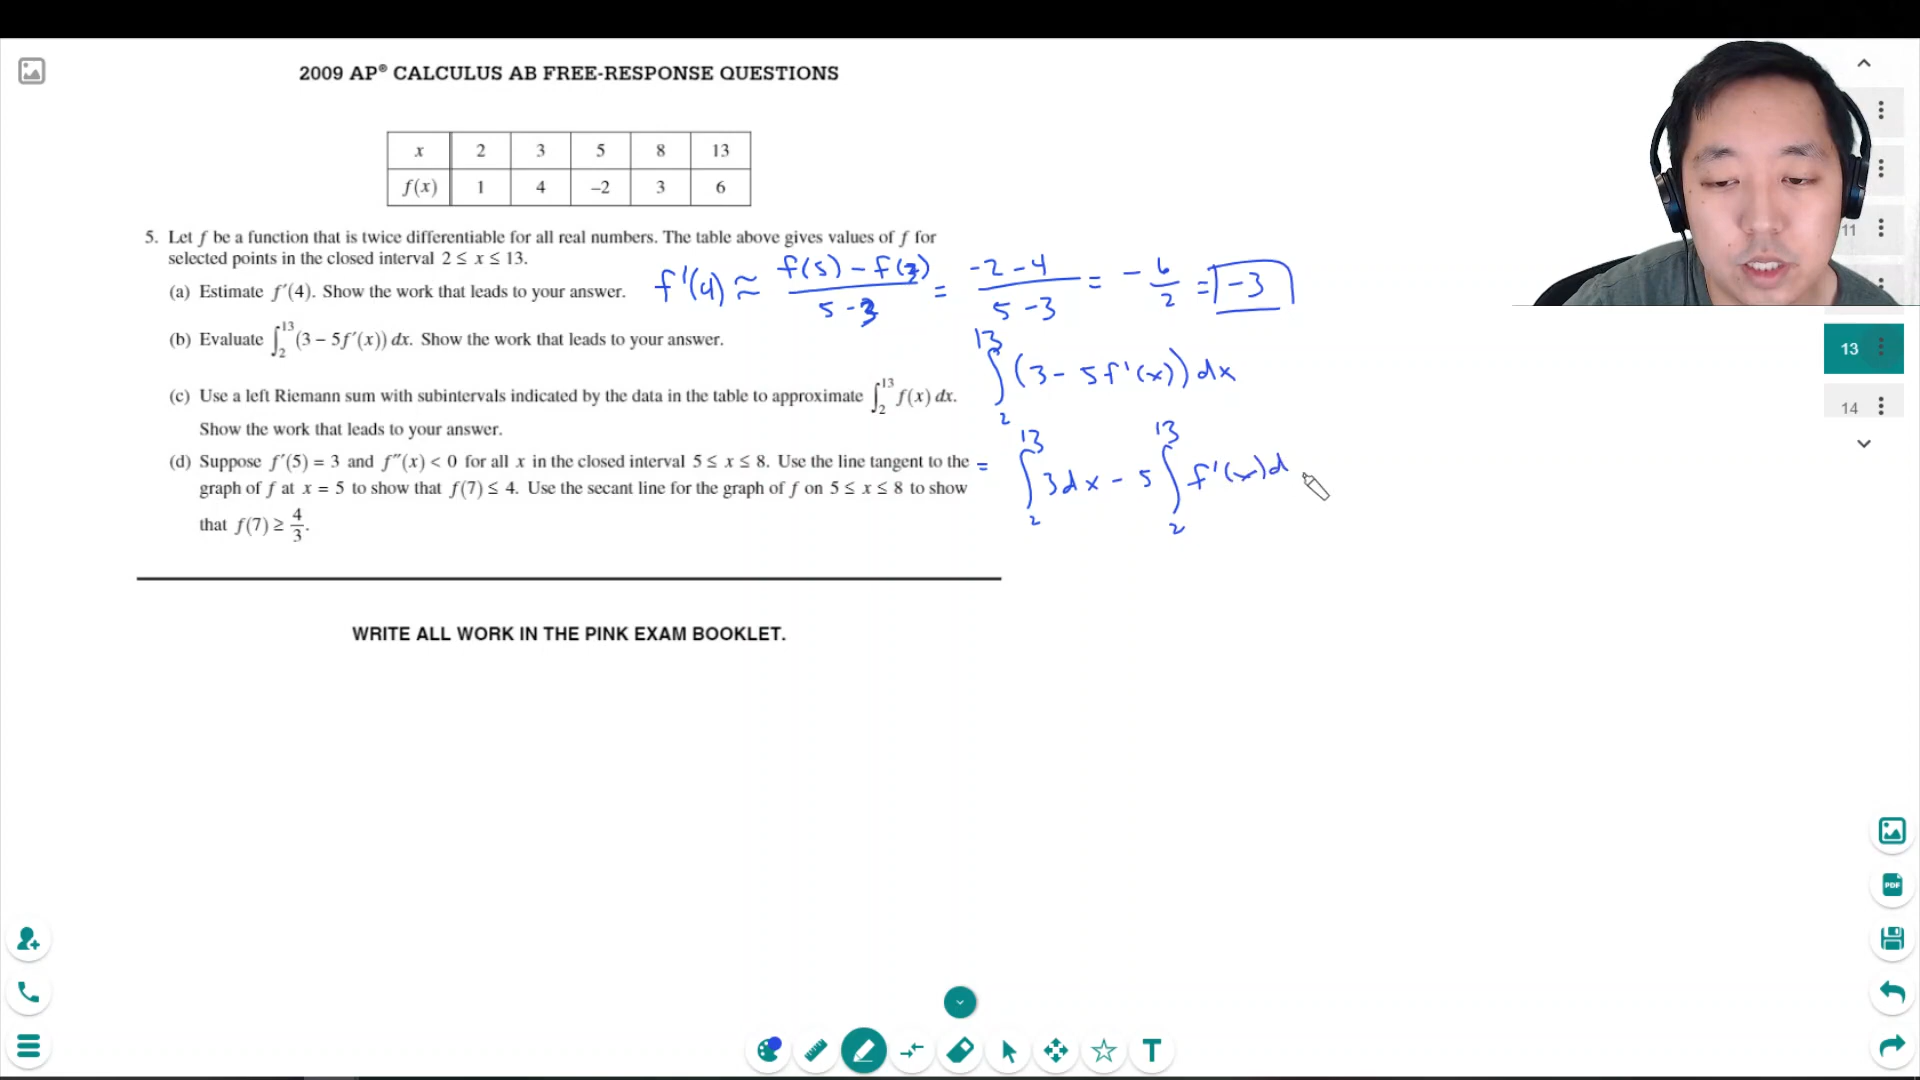 2009 AP® CALCULUS AB FREE-RESPONSE QUESTIONS
x 2 3 5 8 13
f(x) 1 4 –2 3 6
5. Let f be a function that is twice differentiable for all real numbers. The table above gives values of f for
selected points in the closed interval 2 ≤ x ≤ 13.
(a) Estimate f′(4). Show the work that leads to your answer.
f'(4) ≈ f(5) - f(3) / 5 - 3 = -2 - 4 / 5 - 3 = - 6/2 = -3
(b) Evaluate ∫₂¹³ (3 – 5f′(x)) dx. Show the work that leads to your answer.
∫₂¹³ (3 - 5f'(x)) dx
(c) Use a left Riemann sum with subintervals indicated by the data in the table to approximate ∫₂¹³ f(x) dx.
Show the work that leads to your answer.
(d) Suppose f′(5) = 3 and f″(x) < 0 for all x in the closed interval 5 ≤ x ≤ 8. Use the line tangent to the
graph of f at x = 5 to show that f(7) ≤ 4. Use the secant line for the graph of f on 5 ≤ x ≤ 8 to show
that f(7) ≥ 4/3.
= ∫₂¹³ 3dx - 5 ∫₂¹³ f'(x)d
WRITE ALL WORK IN THE PINK EXAM BOOKLET.
11
13
14
PDF
T